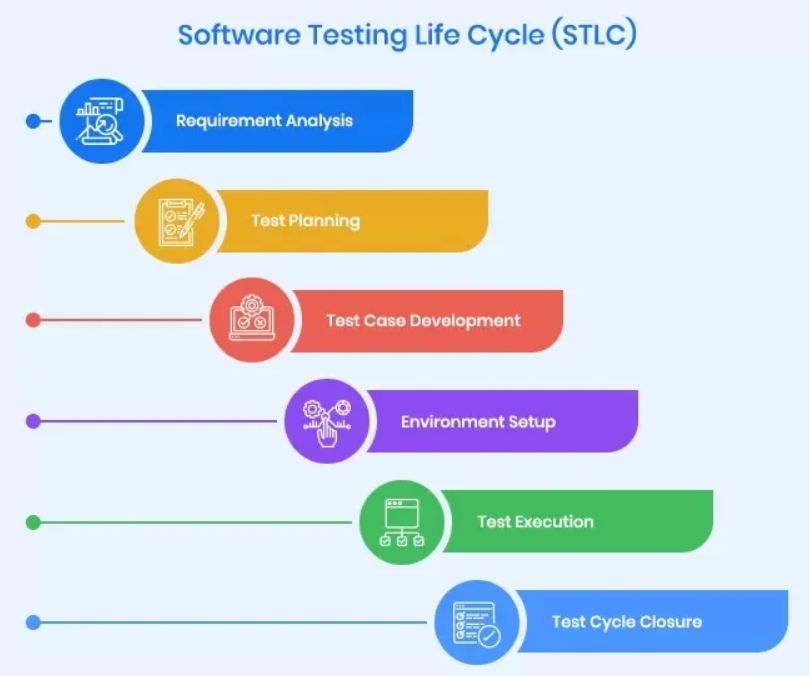 Software Testing Life Cycle (STLC)
Requirement Analysis
Test Planning
Test Case Development
Environment Setup
Test Execution
Test Cycle Closure